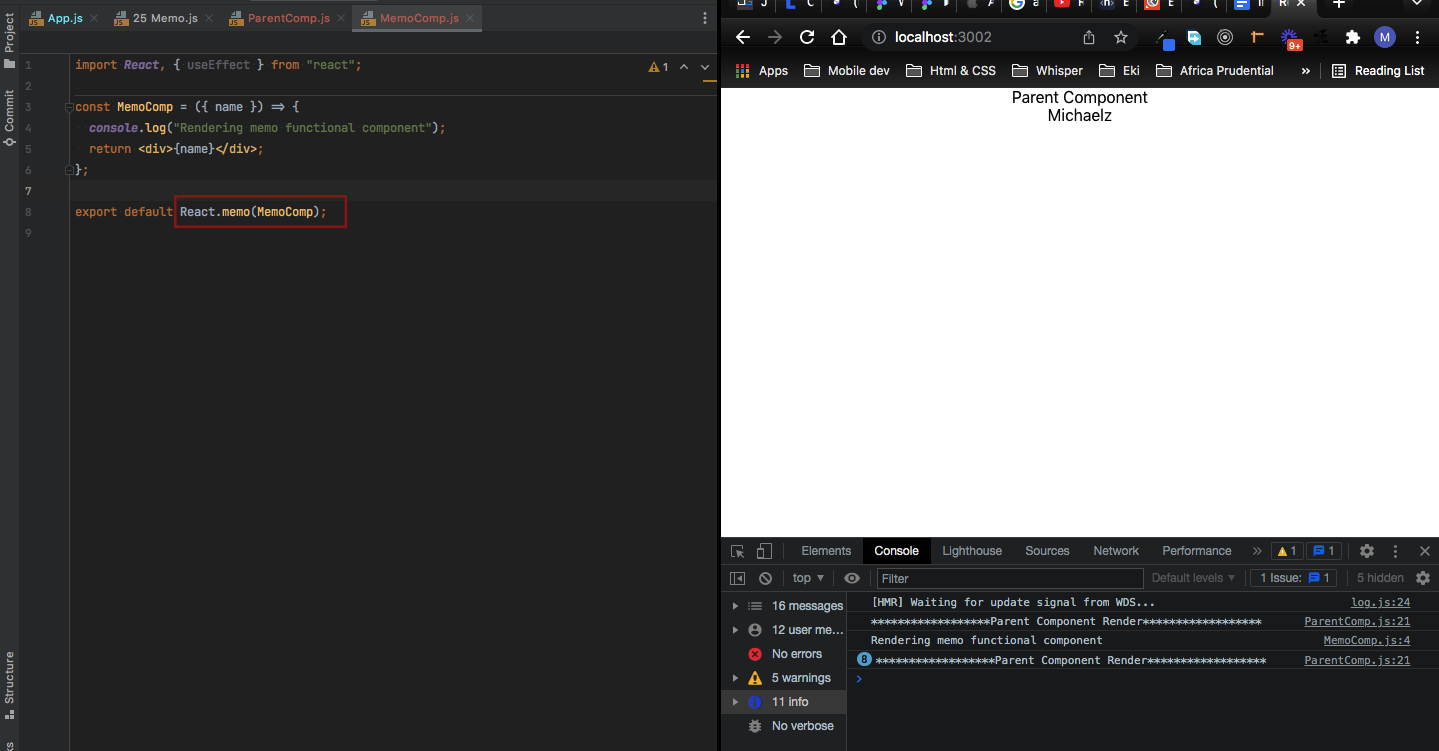 App.js
25 Memo.js
ParentComp.js
MemoComp.js
Project
Commit
Structure
1 import React, { useEffect } from "react";
1
2
3 const MemoComp = ({ name }) => {
4 console.log("Rendering memo functional component");
5 return <div>{name}</div>;
6 };
7
8 export default React.memo(MemoComp);
9
localhost:3002
9+
M
Apps
Mobile dev
Html & CSS
Whisper
Eki
Africa Prudential
»
Reading List
Parent Component
Michaelz
Elements
Console
Lighthouse
Sources
Network
Performance
»
1
1
top
Filter
Default levels
1 Issue:
1
5 hidden
16 messages
12 user me...
No errors
5 warnings
11 info
No verbose
[HMR] Waiting for update signal from WDS... log.js:24
*******************Parent Component Render******************* ParentComp.js:21
Rendering memo functional component MemoComp.js:4
8 *******************Parent Component Render******************* ParentComp.js:21